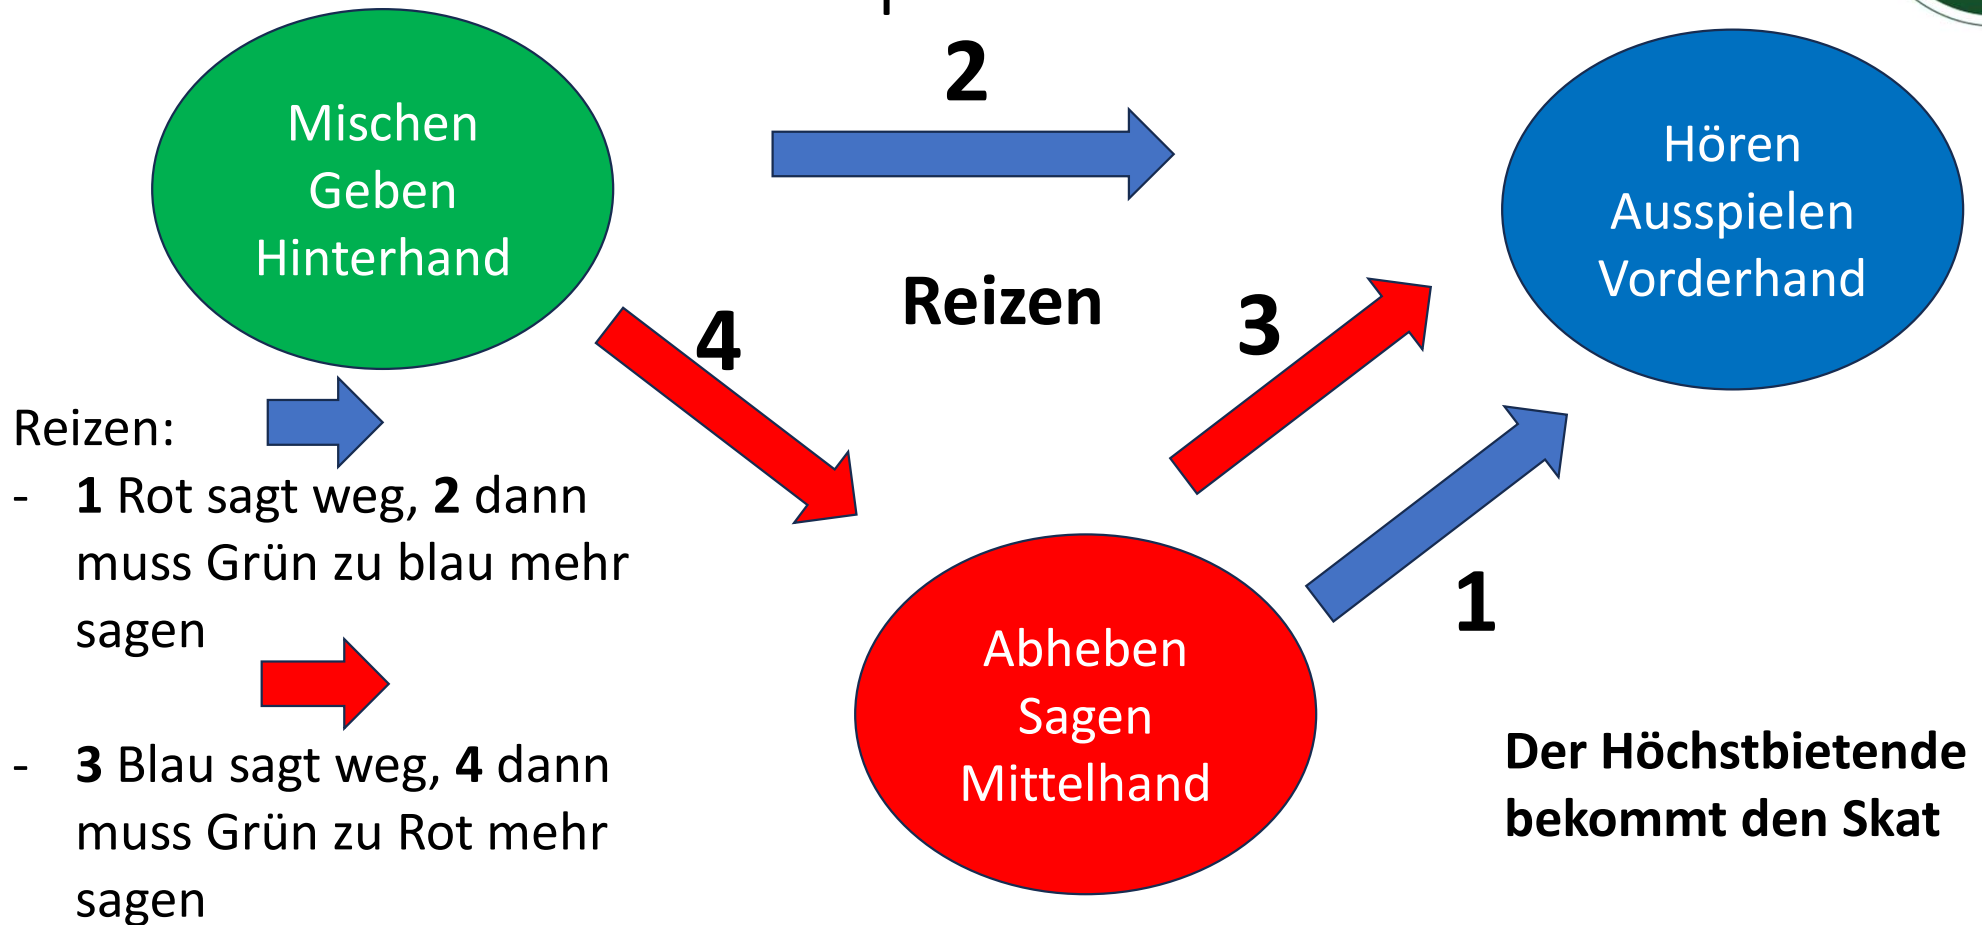 2
Mischen
Geben
Hinterhand
Hören
Ausspielen
Vorderhand
Reizen
3
4
1
Reizen:
- 1 Rot sagt weg, 2 dann
muss Grün zu blau mehr
sagen
- 3 Blau sagt weg, 4 dann
muss Grün zu Rot mehr
sagen
Abheben
Sagen
Mittelhand
Der Höchstbietende
bekommt den Skat